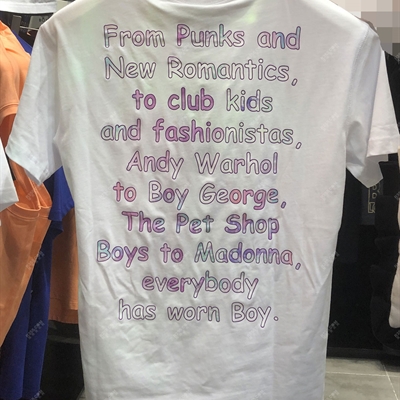 From Punks and
New Romantics,
to club kids
and fashionistas,
Andy Warhol
to Boy George,
The Pet Shop
Boys to Madonna,
everybody
has worn Boy.